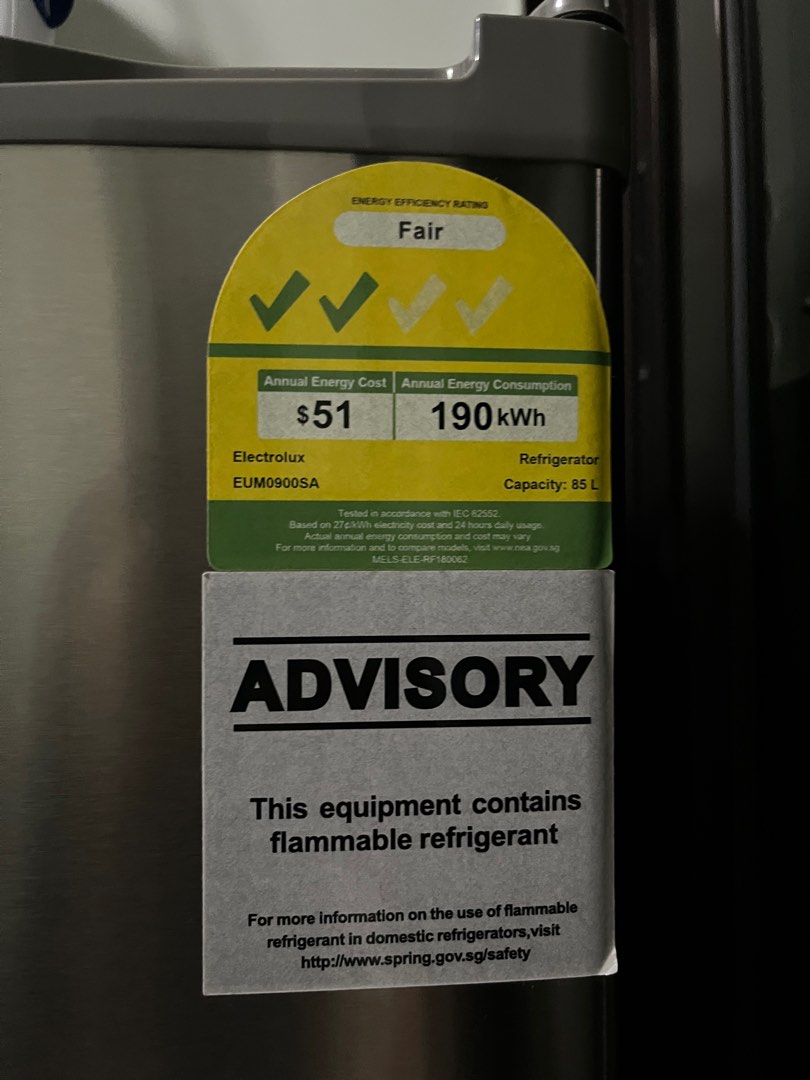 ENERGY EFFICIENCY RATING
Fair
Annual Energy Cost Annual Energy Consumption
$51 190 kWh
Electrolux Refrigerator
EUM0900SA Capacity: 85 L
Tested in accordance with IEC 62552.
Based on 27¢/kWh electricity cost and 24 hours daily usage.
Actual annual energy consumption and cost may vary
For more information and to compare models, visit www.nea.gov.sg
MELS-ELE-RF180062
ADVISORY
This equipment contains
flammable refrigerant
For more information on the use of flammable
refrigerant in domestic refrigerators,visit
http://www.spring.gov.sg/safety